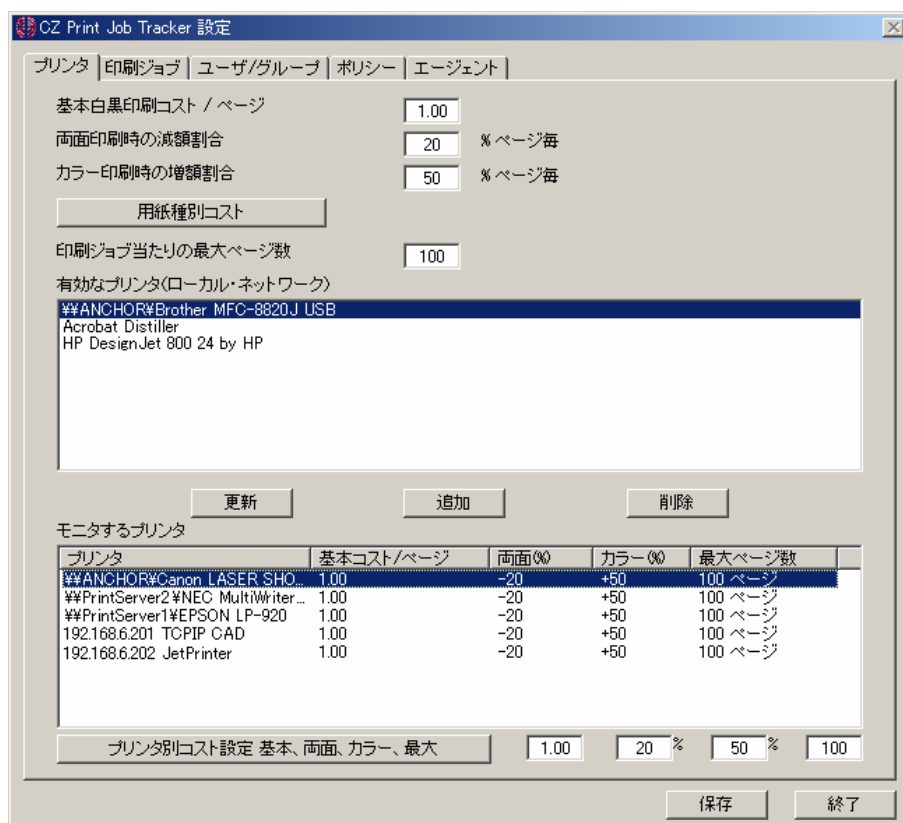 CZ Print Job Tracker 設定
プリンタ 印刷ジョブ ユーザ/グループ ポリシー エージェント
基本白黒印刷コスト / ページ 1.00
両面印刷時の減額割合 20 % ページ毎
カラー印刷時の増額割合 50 % ページ毎
用紙種別コスト
印刷ジョブ当たりの最大ページ数 100
有効なプリンタ(ローカル・ネットワーク)
¥¥ANCHOR¥Brother MFC-8820J USB
Acrobat Distiller
HP DesignJet 800 24 by HP
更新 追加 削除
モニタするプリンタ
プリンタ 基本コスト/ページ 両面(%) カラー(%) 最大ページ数
¥¥ANCHOR¥Canon LASER SHO... 1.00 -20 +50 100 ページ
¥¥PrintServer2¥NEC MultiWriter... 1.00 -20 +50 100 ページ
¥¥PrintServer1¥EPSON LP-920 1.00 -20 +50 100 ページ
192.168.6.201 TCPIP CAD 1.00 -20 +50 100 ページ
192.168.6.202 JetPrinter 1.00 -20 +50 100 ページ
プリンタ別コスト設定 基本、両面、カラー、最大 1.00 20 % 50 % 100
保存 終了